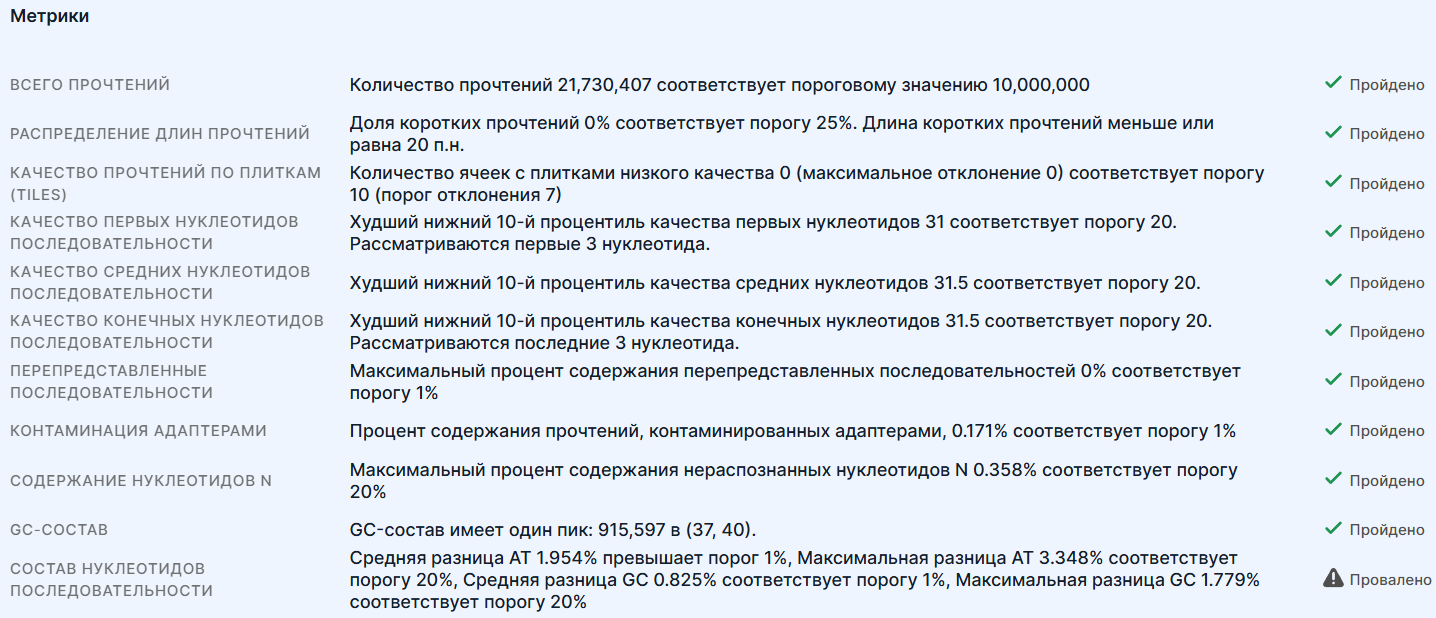 Метрики
ВСЕГО ПРОЧТЕНИЙ
Количество прочтений 21,730,407 соответствует пороговому значению 10,000,000
Пройдено
РАСПРЕДЕЛЕНИЕ ДЛИН ПРОЧТЕНИЙ
Доля коротких прочтений 0% соответствует порогу 25%. Длина коротких прочтений меньше или
равна 20 п.н.
Пройдено
КАЧЕСТВО ПРОЧТЕНИЙ ПО ПЛИТКАМ
(TILES)
Количество ячеек с плитками низкого качества 0 (максимальное отклонение 0) соответствует порогу
10 (порог отклонения 7)
Пройдено
КАЧЕСТВО ПЕРВЫХ НУКЛЕОТИДОВ
ПОСЛЕДОВАТЕЛЬНОСТИ
Худший нижний 10-й процентиль качества первых нуклеотидов 31 соответствует порогу 20.
Рассматриваются первые 3 нуклеотида.
Пройдено
КАЧЕСТВО СРЕДНИХ НУКЛЕОТИДОВ
ПОСЛЕДОВАТЕЛЬНОСТИ
Худший нижний 10-й процентиль качества средних нуклеотидов 31.5 соответствует порогу 20.
Пройдено
КАЧЕСТВО КОНЕЧНЫХ НУКЛЕОТИДОВ
ПОСЛЕДОВАТЕЛЬНОСТИ
Худший нижний 10-й процентиль качества конечных нуклеотидов 31.5 соответствует порогу 20.
Рассматриваются последние 3 нуклеотида.
Пройдено
ПЕРЕПРЕДСТАВЛЕННЫЕ
ПОСЛЕДОВАТЕЛЬНОСТИ
Максимальный процент содержания перепредставленных последовательностей 0% соответствует
порогу 1%
Пройдено
КОНТАМИНАЦИЯ АДАПТЕРАМИ
Процент содержания прочтений, контаминированных адаптерами, 0.171% соответствует порогу 1%
Пройдено
СОДЕРЖАНИЕ НУКЛЕОТИДОВ N
Максимальный процент содержания нераспознанных нуклеотидов N 0.358% соответствует порогу
20%
Пройдено
GC-СОСТАВ
GC-состав имеет один пик: 915,597 в (37, 40).
Пройдено
СОСТАВ НУКЛЕОТИДОВ
ПОСЛЕДОВАТЕЛЬНОСТИ
Средняя разница AT 1.954% превышает порог 1%, Максимальная разница AT 3.348% соответствует
порогу 20%, Средняя разница GC 0.825% соответствует порогу 1%, Максимальная разница GC 1.779%
соответствует порогу 20%
Провалено